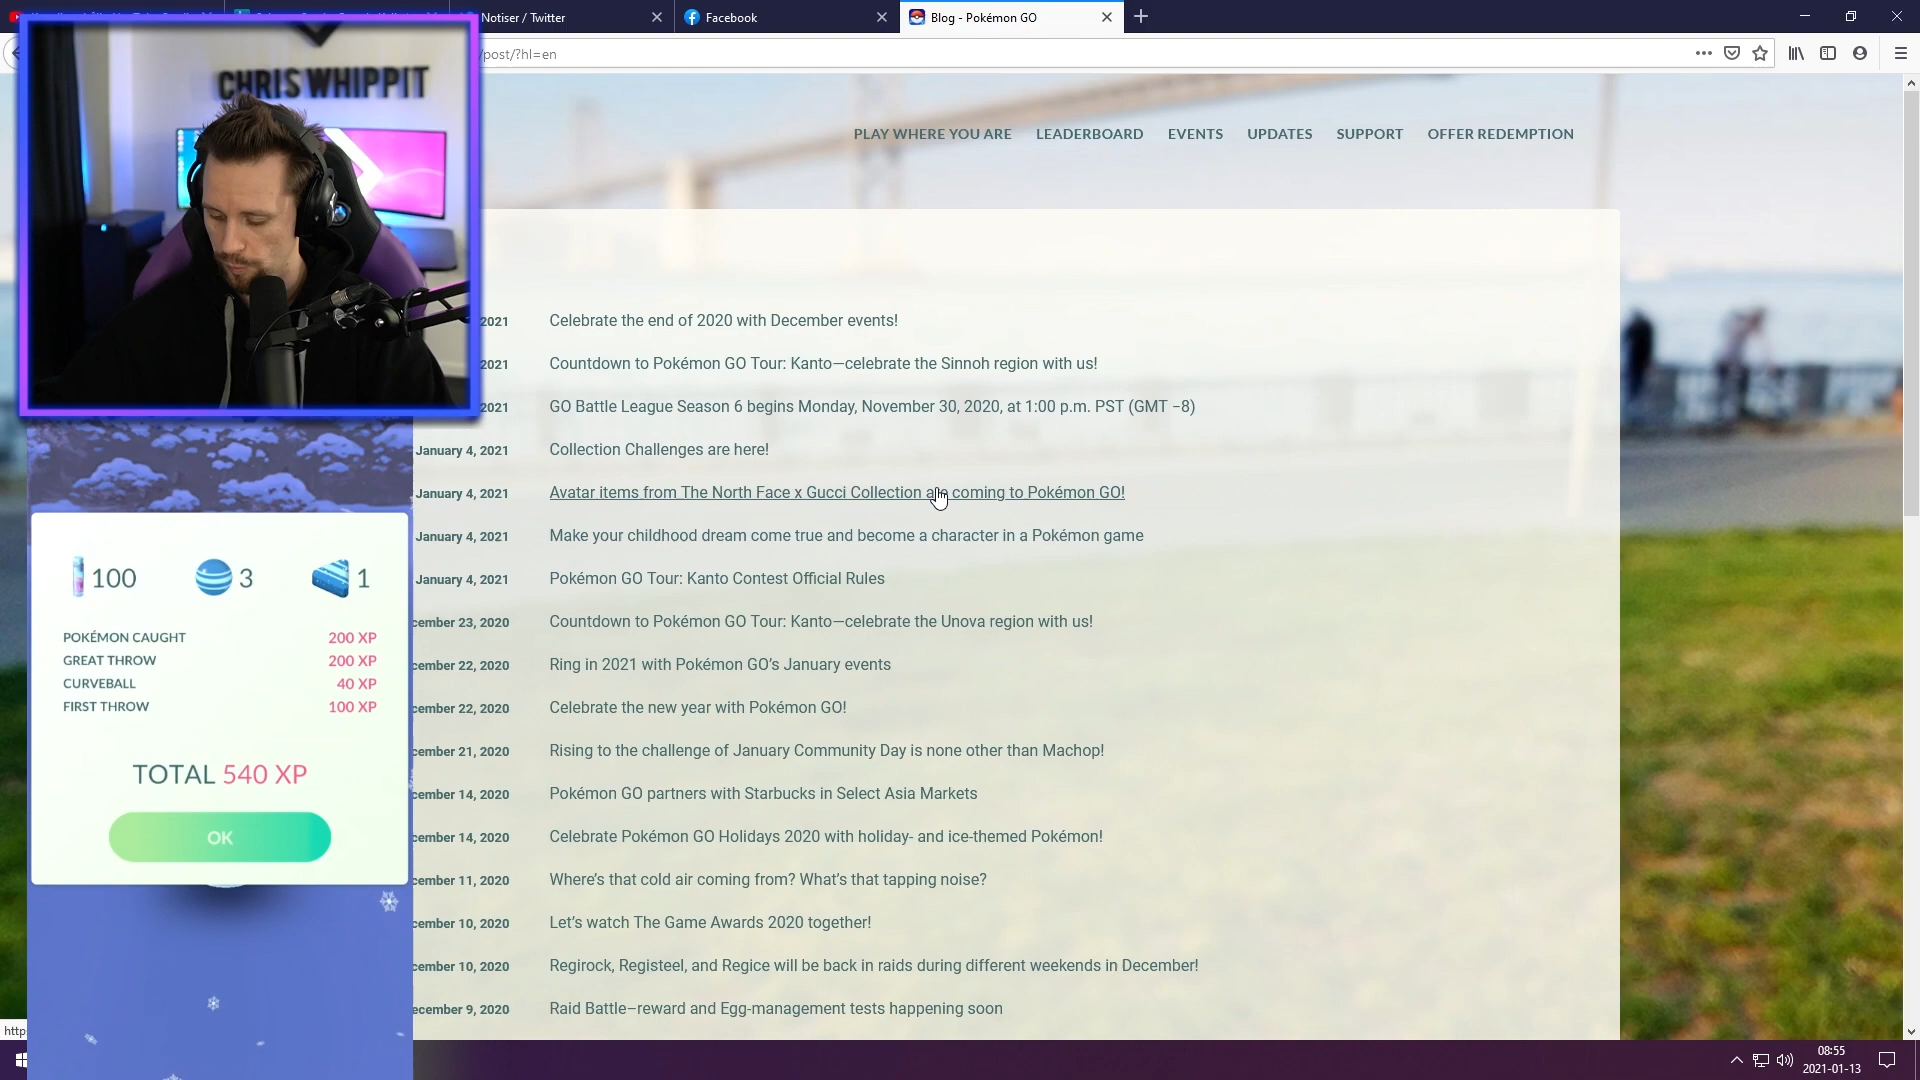 Notiser / Twitter
Facebook
Blog - Pokémon GO
/post/?hl=en
CHRIS WHIPPIT
PLAY WHERE YOU ARE LEADERBOARD EVENTS UPDATES SUPPORT OFFER REDEMPTION
2021 Celebrate the end of 2020 with December events!
2021 Countdown to Pokémon GO Tour: Kanto—celebrate the Sinnoh region with us!
2021 GO Battle League Season 6 begins Monday, November 30, 2020, at 1:00 p.m. PST (GMT −8)
January 4, 2021 Collection Challenges are here!
January 4, 2021 Avatar items from The North Face x Gucci Collection are coming to Pokémon GO!
January 4, 2021 Make your childhood dream come true and become a character in a Pokémon game
January 4, 2021 Pokémon GO Tour: Kanto Contest Official Rules
cember 23, 2020 Countdown to Pokémon GO Tour: Kanto—celebrate the Unova region with us!
cember 22, 2020 Ring in 2021 with Pokémon GO's January events
cember 22, 2020 Celebrate the new year with Pokémon GO!
cember 21, 2020 Rising to the challenge of January Community Day is none other than Machop!
cember 14, 2020 Pokémon GO partners with Starbucks in Select Asia Markets
cember 14, 2020 Celebrate Pokémon GO Holidays 2020 with holiday- and ice-themed Pokémon!
cember 11, 2020 Where's that cold air coming from? What's that tapping noise?
cember 10, 2020 Let's watch The Game Awards 2020 together!
cember 10, 2020 Regirock, Registeel, and Regice will be back in raids during different weekends in December!
ecember 9, 2020 Raid Battle–reward and Egg-management tests happening soon
100 3 1
POKÉMON CAUGHT 200 XP
GREAT THROW 200 XP
CURVEBALL 40 XP
FIRST THROW 100 XP
TOTAL 540 XP
OK
http
08:55
2021-01-13